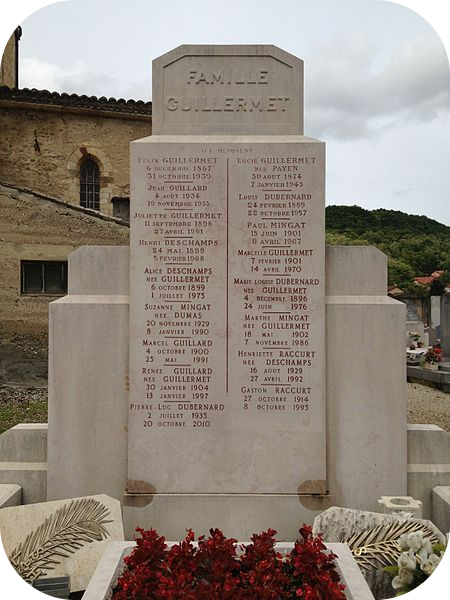 FAMILLE
GUILLERMET
ICI REPOSENT
FELIX GUILLERMET
6 DECEMBRE 1867
31 OCTOBRE 1939
JEAN GUILLARD
4 AOUT 1934
19 NOVEMBRE 1955
JULIETTE GUILLERMET
11 SEPTEMBRE 1898
27 AVRIL 1961
HENRI DESCHAMPS
24 MAI 1899
5 FEVRIER 1968
ALICE DESCHAMPS
NEE GUILLERMET
6 OCTOBRE 1899
1 JUILLET 1975
SUZANNE MINGAT
NEE DUMAS
20 NOVEMBRE 1929
8 JANVIER 1990
MARCEL GUILLARD
4 OCTOBRE 1900
25 MAI 1991
RENEE GUILLARD
NEE GUILLERMET
30 JANVIER 1904
13 JANVIER 1997
PIERRE-LUC DUBERNARD
2 JUILLET 1935
20 OCTOBRE 2010
LUCIE GUILLERMET
NEE PAYEN
30 AOUT 1874
7 JANVIER 1945
LOUIS DUBERNARD
24 FEVRIER 1889
22 OCTOBRE 1957
PAUL MINGAT
15 JUIN 1901
AVRIL 1967
MARCELLE GUILLERMET
7 FEVRIER 1901
14 AVRIL 1970
MARIE LOUISE DUBERNARD
NEE GUILLERMET
4 DECEMBRE 1896
24 JUIN 1976
MARTHE MINGAT
NEE GUILLERMET
18 MAI 1902
7 NOVEMBRE 1986
HENRIETTE RACCURT
NEE DESCHAMPS
16 AOUT 1929
27 AVRIL 1992
GASTON RACCURT
27 OCTOBRE 1914
8 OCTOBRE 1995